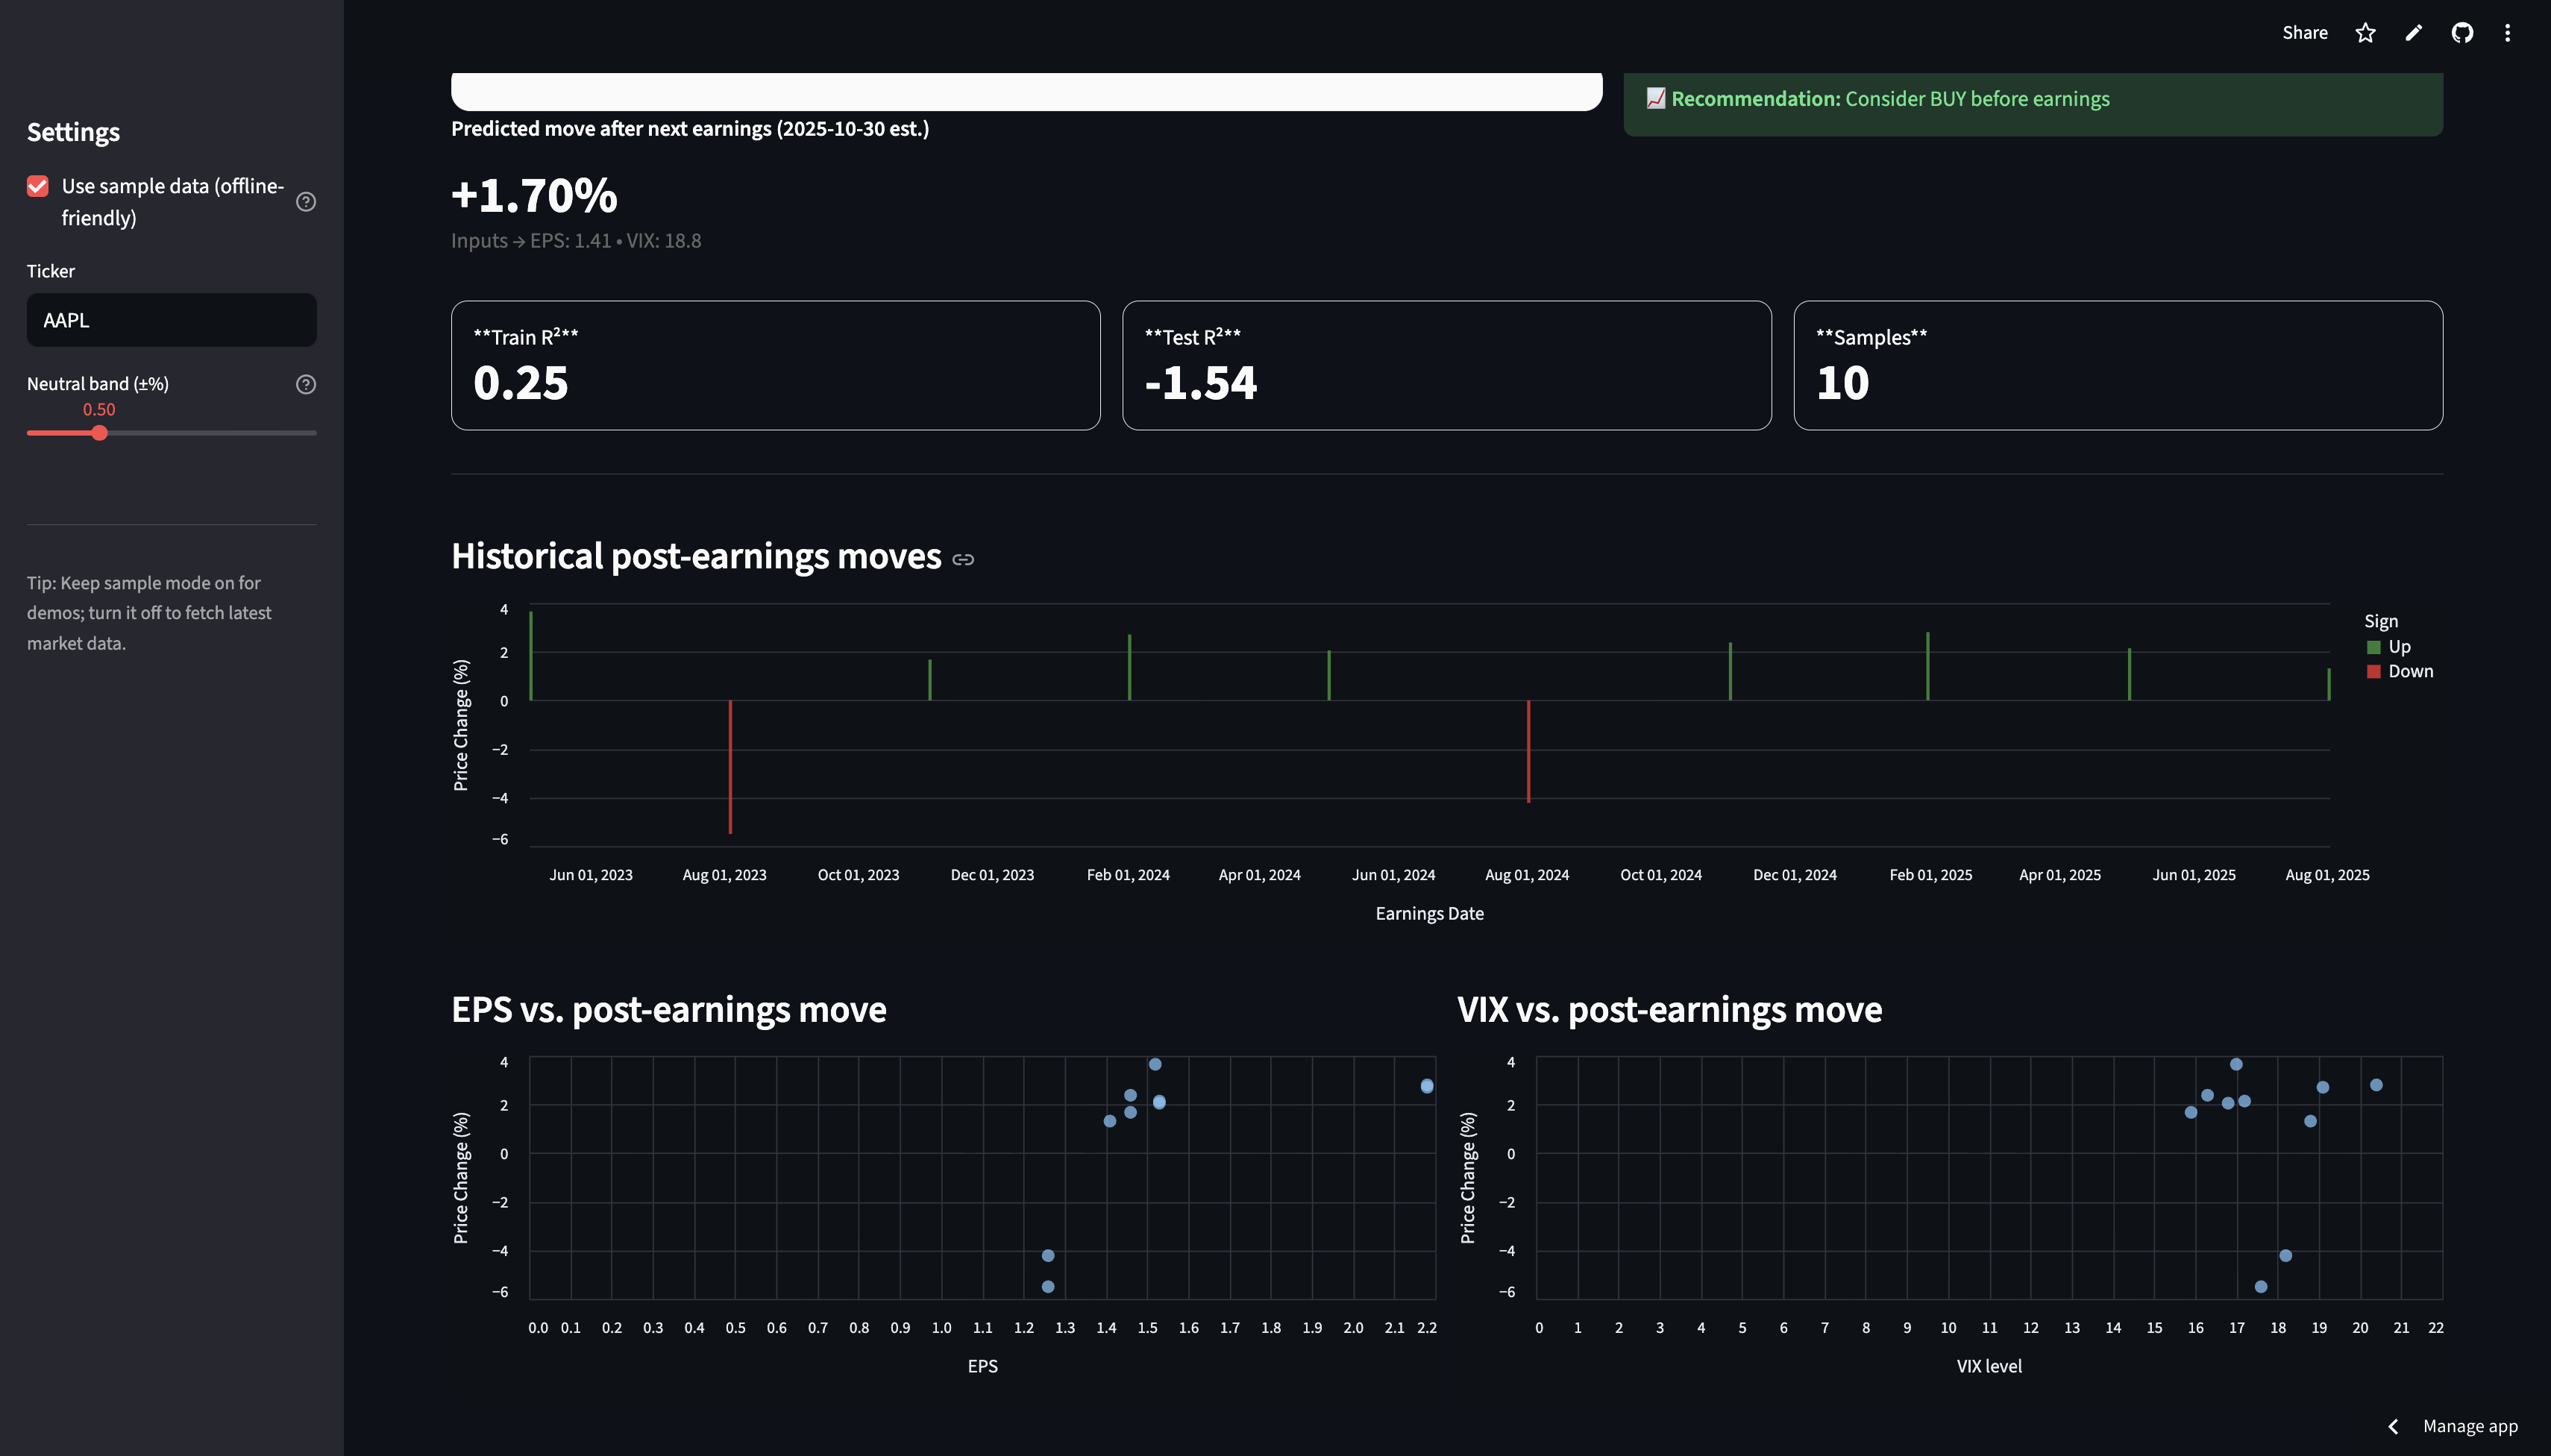 Share
Settings
Use sample data (offline-
friendly)
Ticker
AAPL
Neutral band (±%)
0.50
Tip: Keep sample mode on for
demos; turn it off to fetch latest
market data.
📈 Recommendation: Consider BUY before earnings
Predicted move after next earnings (2025-10-30 est.)
+1.70%
Inputs → EPS: 1.41 • VIX: 18.8
**Train R²**
0.25
**Test R²**
-1.54
**Samples**
10
Historical post-earnings moves
Price Change (%)
4
2
0
−2
−4
−6
Jun 01, 2023 Aug 01, 2023 Oct 01, 2023 Dec 01, 2023 Feb 01, 2024 Apr 01, 2024 Jun 01, 2024 Aug 01, 2024 Oct 01, 2024 Dec 01, 2024 Feb 01, 2025 Apr 01, 2025 Jun 01, 2025 Aug 01, 2025
Earnings Date
Sign
Up
Down
EPS vs. post-earnings move
Price Change (%)
4
2
0
−2
−4
−6
0.0 0.1 0.2 0.3 0.4 0.5 0.6 0.7 0.8 0.9 1.0 1.1 1.2 1.3 1.4 1.5 1.6 1.7 1.8 1.9 2.0 2.1 2.2
EPS
VIX vs. post-earnings move
Price Change (%)
4
2
0
−2
−4
−6
0 1 2 3 4 5 6 7 8 9 10 11 12 13 14 15 16 17 18 19 20 21 22
VIX level
Manage app